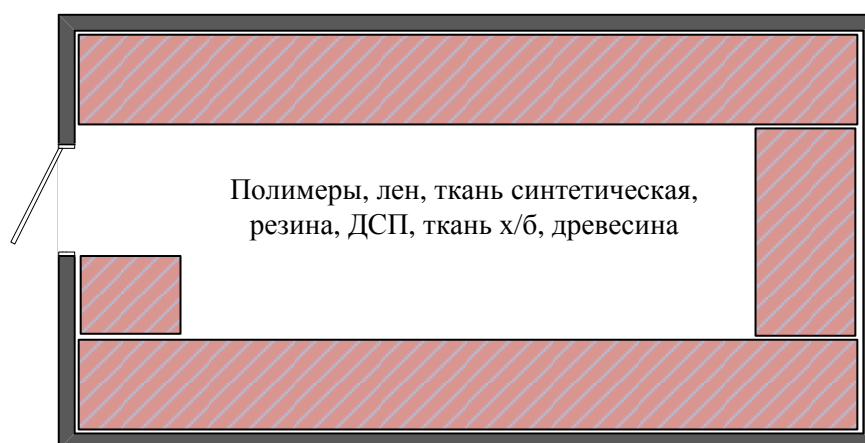 Полимеры, лен, ткань синтетическая,
резина, ДСП, ткань х/б, древесина